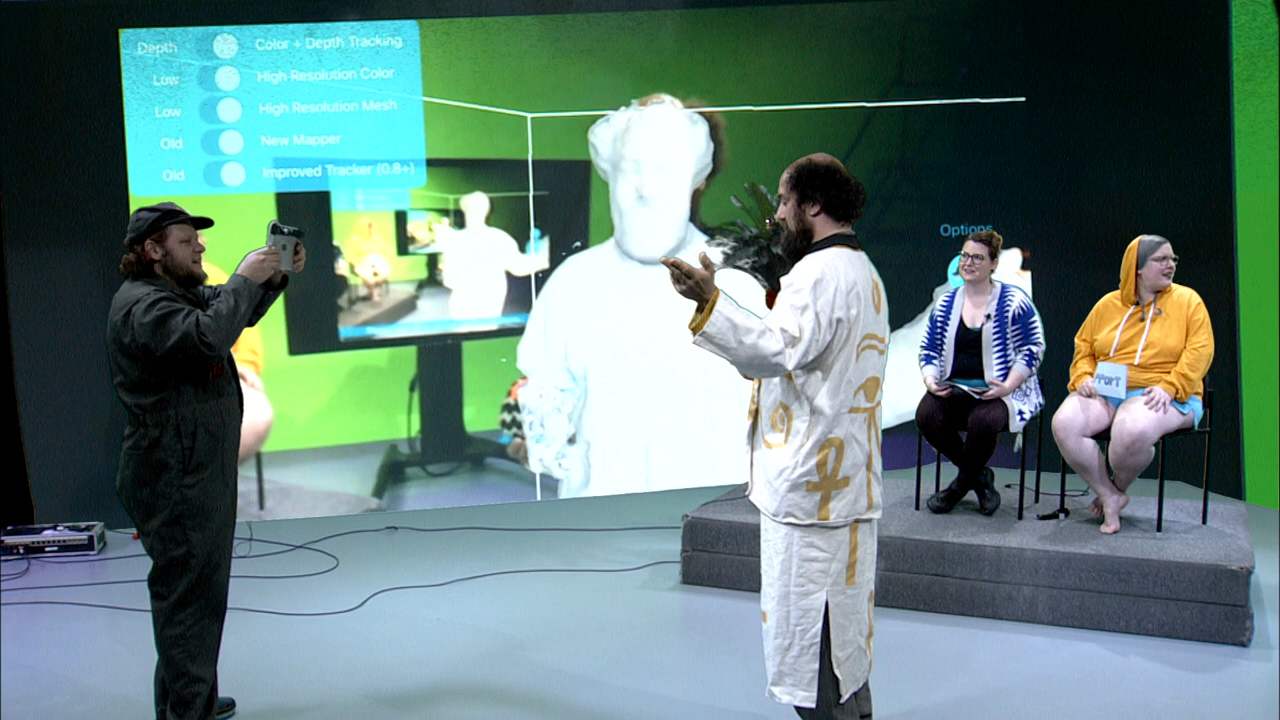 Depth Color + Depth Tracking
Low High Resolution Color
Low High Resolution Mesh
Old New Mapper
Old Improved Tracker (0.8+)
Options
PPORT